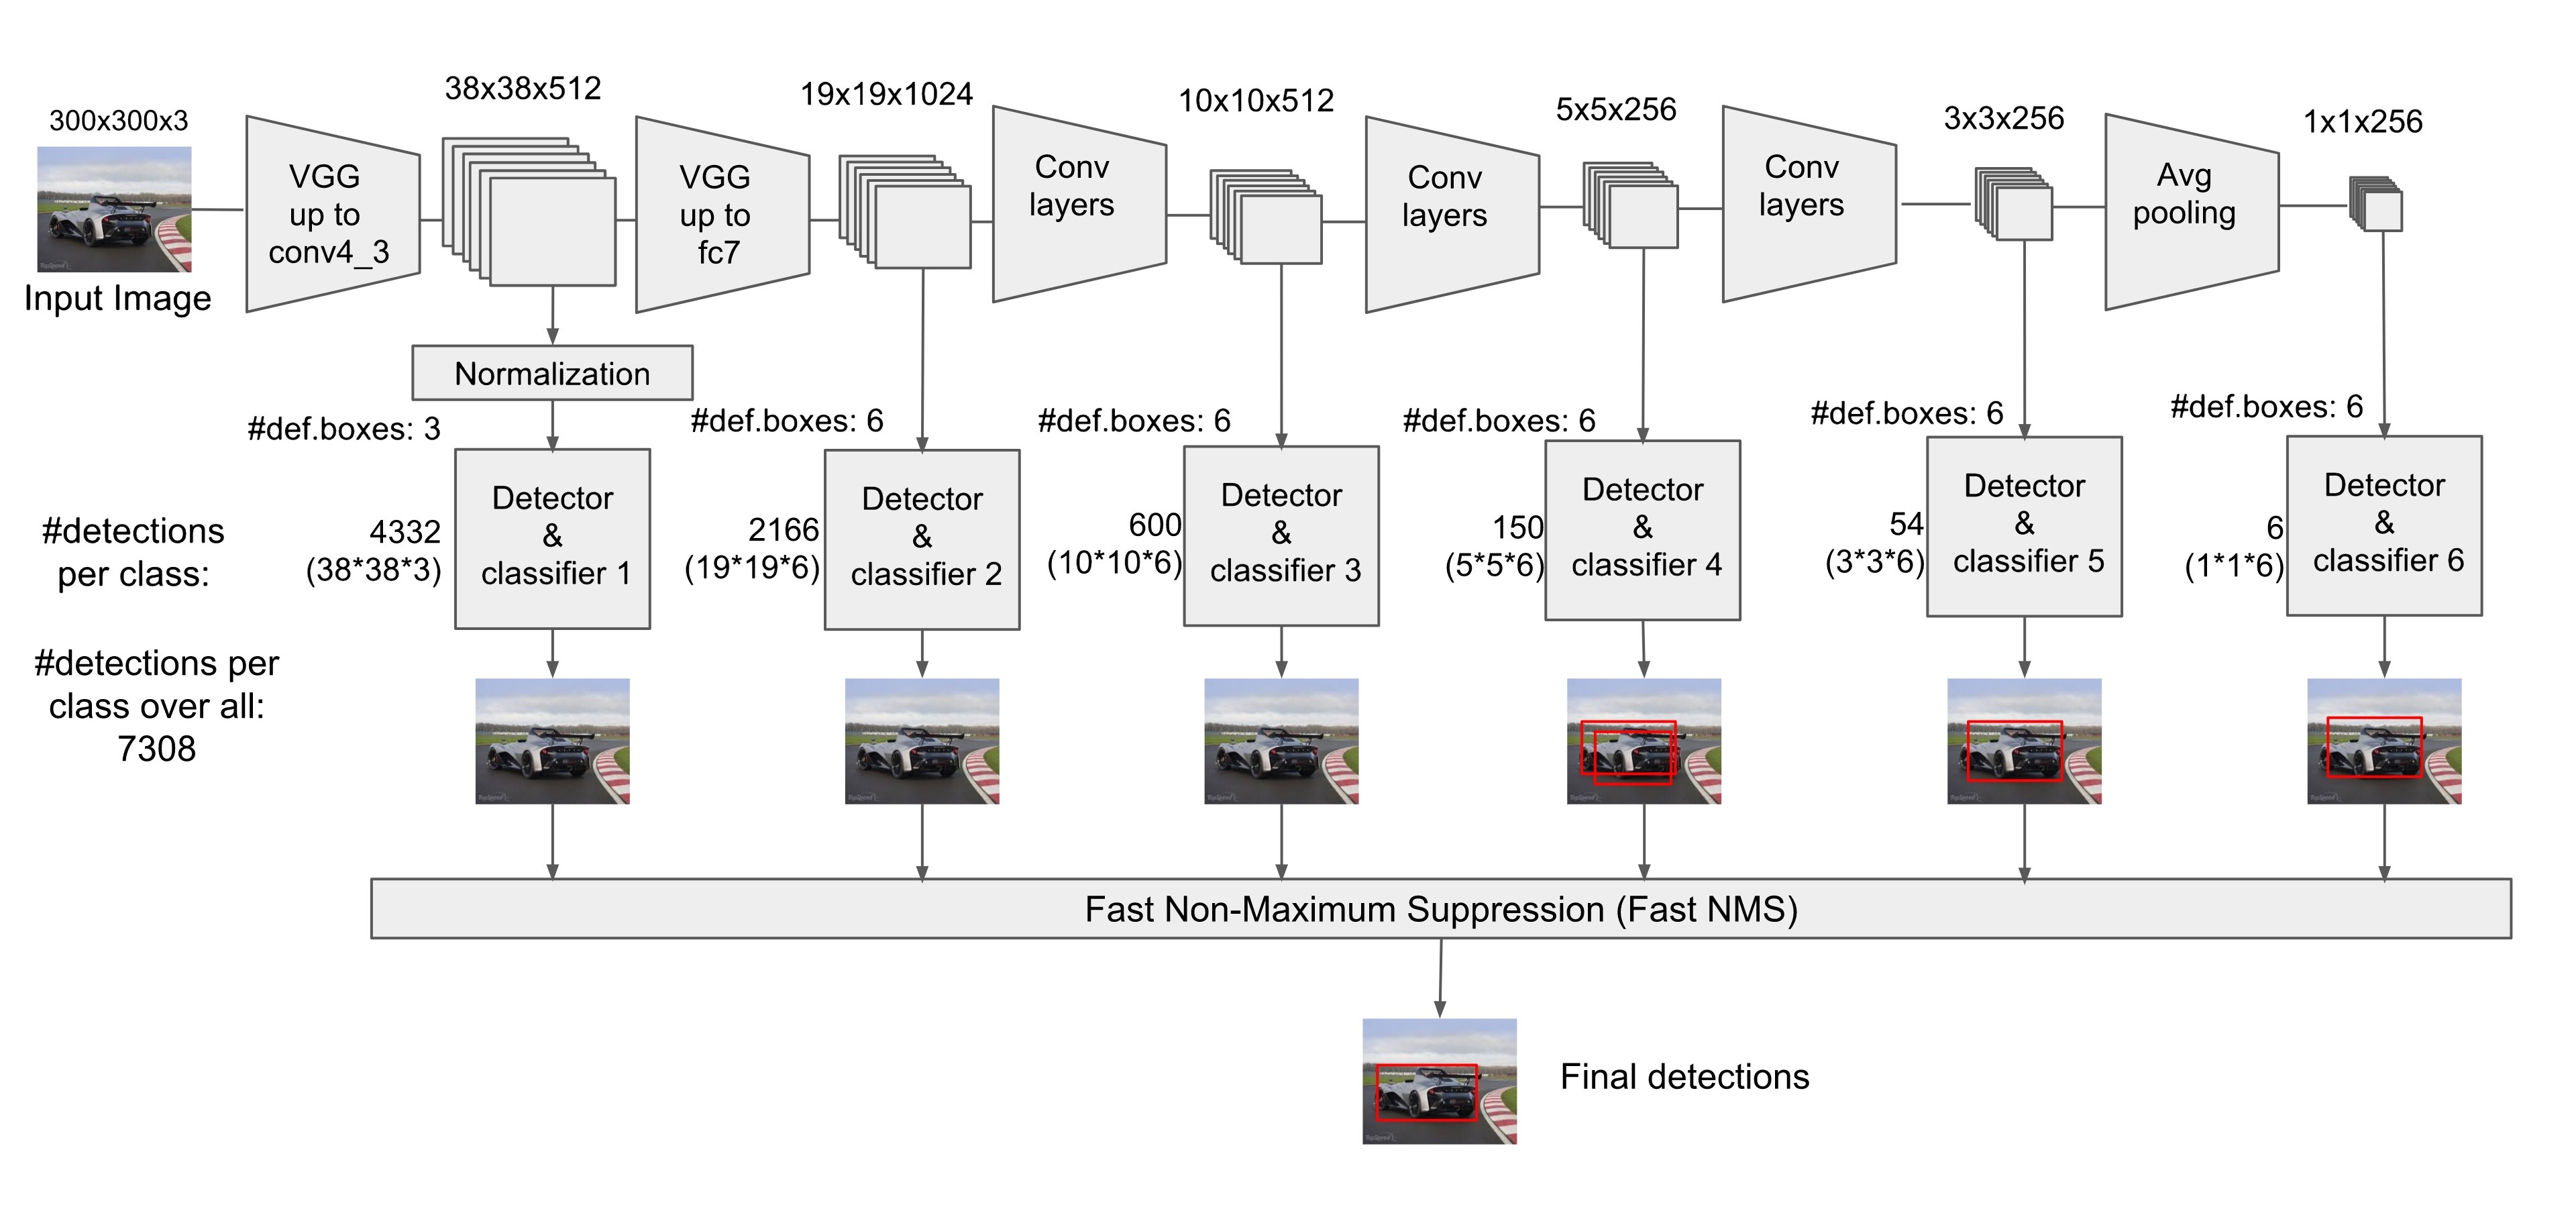 300x300x3
Input Image
VGG
up to
conv4_3
38x38x512
VGG
up to
fc7
19x19x1024
Conv
layers
10x10x512
Conv
layers
5x5x256
Conv
layers
3x3x256
Avg
pooling
1x1x256
Normalization
#def.boxes: 3
#def.boxes: 6
#def.boxes: 6
#def.boxes: 6
#def.boxes: 6
#def.boxes: 6
#detections
per class:
4332
(38*38*3)
Detector
&
classifier 1
2166
(19*19*6)
Detector
&
classifier 2
600
(10*10*6)
Detector
&
classifier 3
150
(5*5*6)
Detector
&
classifier 4
54
(3*3*6)
Detector
&
classifier 5
6
(1*1*6)
Detector
&
classifier 6
#detections per
class over all:
7308
Fast Non-Maximum Suppression (Fast NMS)
Final detections